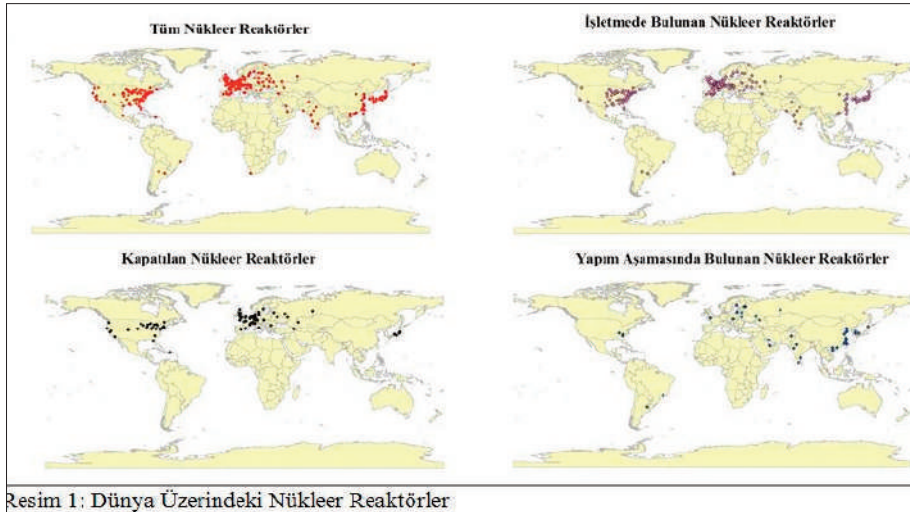 Tüm Nükleer Reaktörler
İşletmede Bulunan Nükleer Reaktörler
Kapatılan Nükleer Reaktörler
Yapım Aşamasında Bulunan Nükleer Reaktörler
Resim 1: Dünya Üzerindeki Nükleer Reaktörler